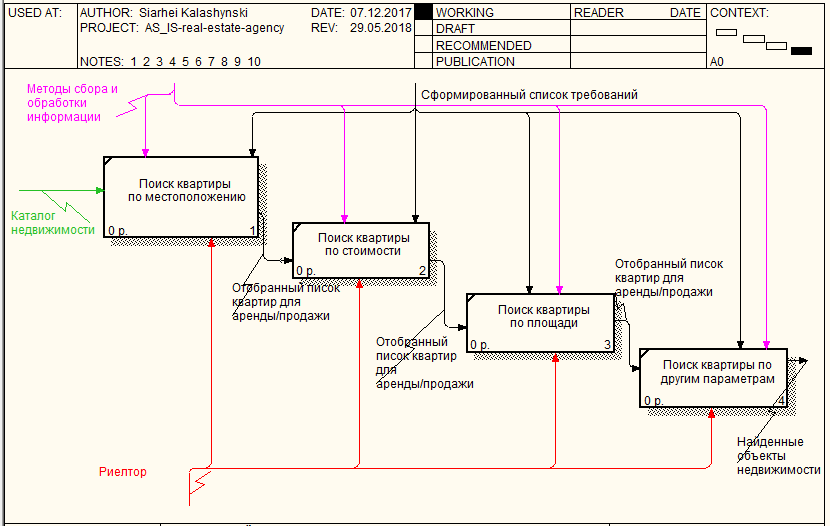 USED AT:
AUTHOR: Siarhei Kalashynski
DATE: 07.12.2017
PROJECT: AS_IS-real-estate-agency
REV: 29.05.2018
NOTES: 1 2 3 4 5 6 7 8 9 10
WORKING
DRAFT
RECOMMENDED
PUBLICATION
READER
DATE
CONTEXT:
A0
Методы сбора и
обработки
информации
Сформированный список требований
Поиск квартиры
по местоположению
0 р.
1
Каталог
недвижимости
Поиск квартиры
по стоимости
0 р.
2
Отобранный писок
квартир для
аренды/продажи
Отобранный писок
квартир для
аренды/продажи
Поиск квартиры
по площади
0 р.
3
Отобранный
писок квартир
для
аренды/продажи
Поиск квартиры по
другим параметрам
0 р.
4
Найденные
объекты
недвижимости
Риелтор